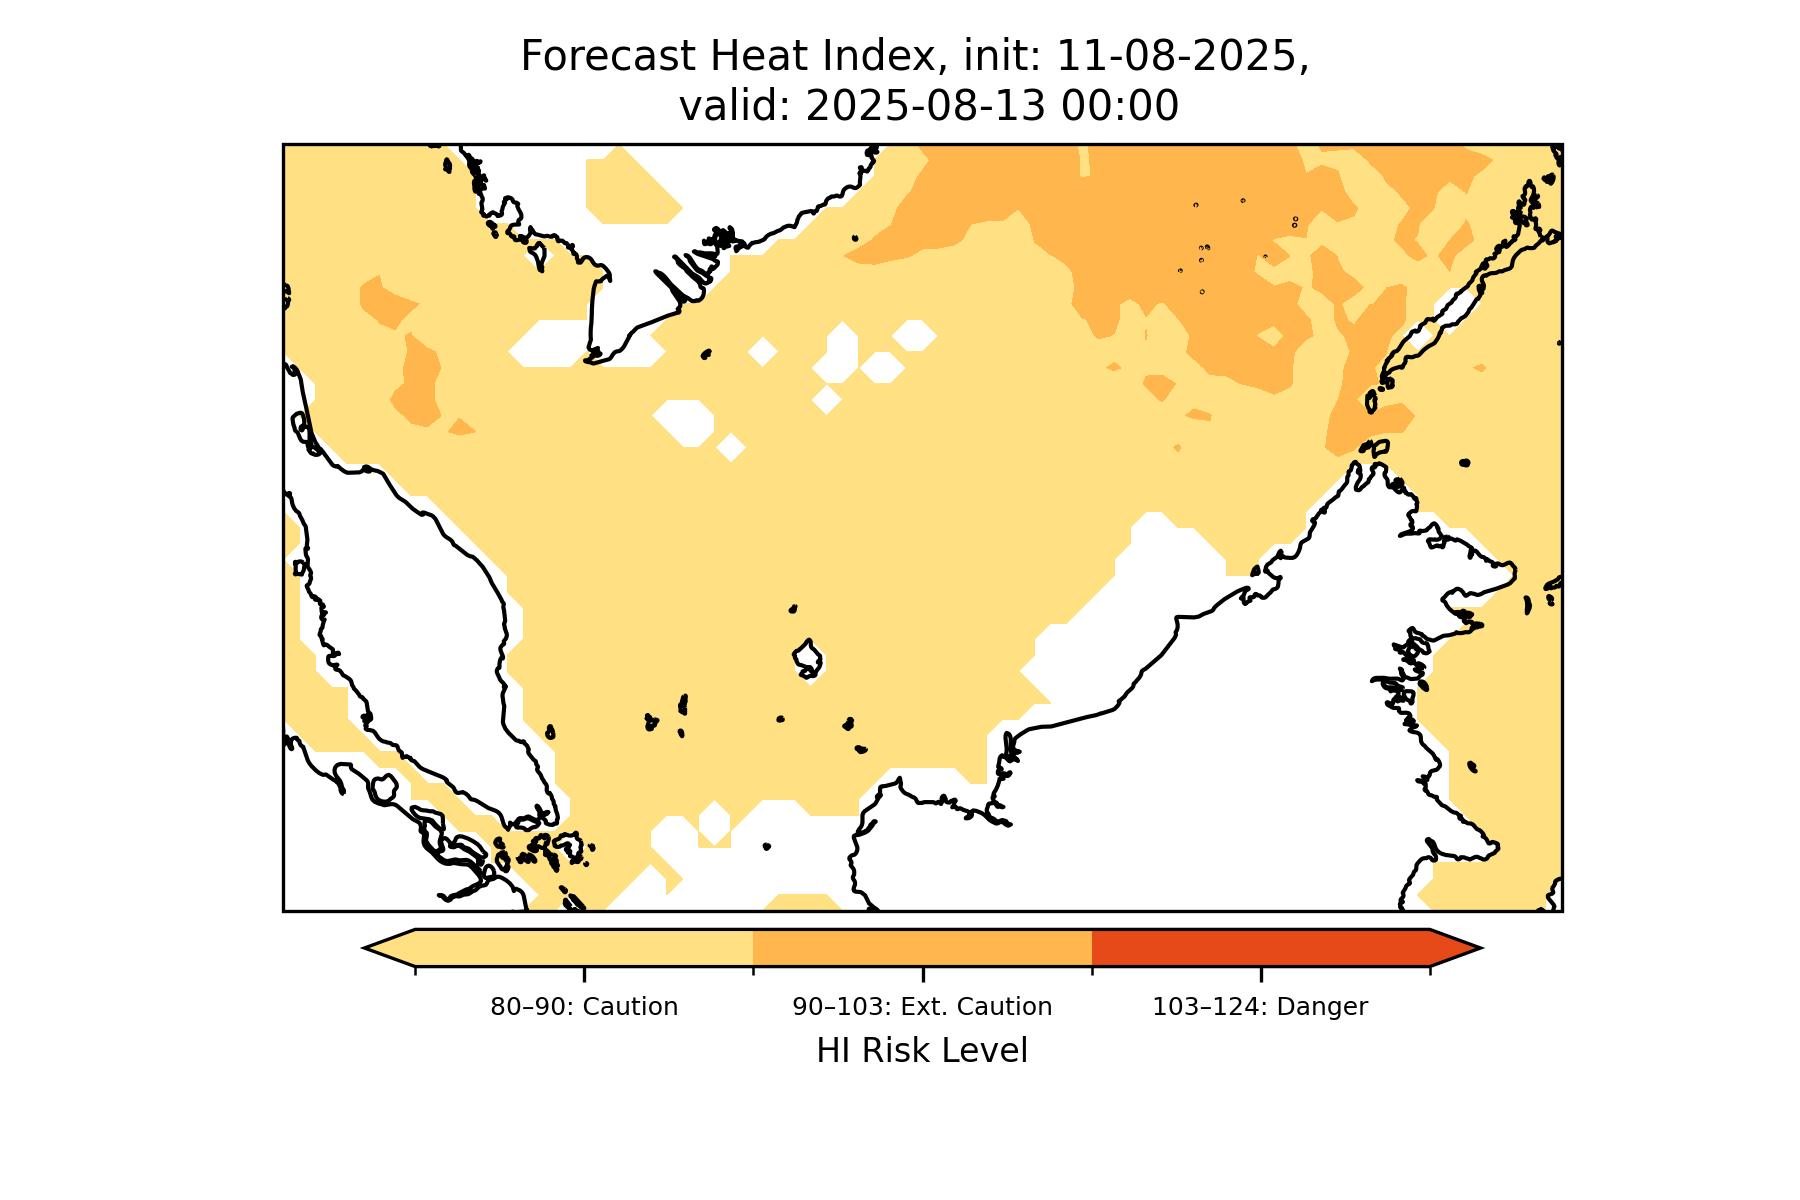 Forecast Heat Index, init: 11-08-2025,
valid: 2025-08-13 00:00
80–90: Caution
90–103: Ext. Caution
103–124: Danger
HI Risk Level